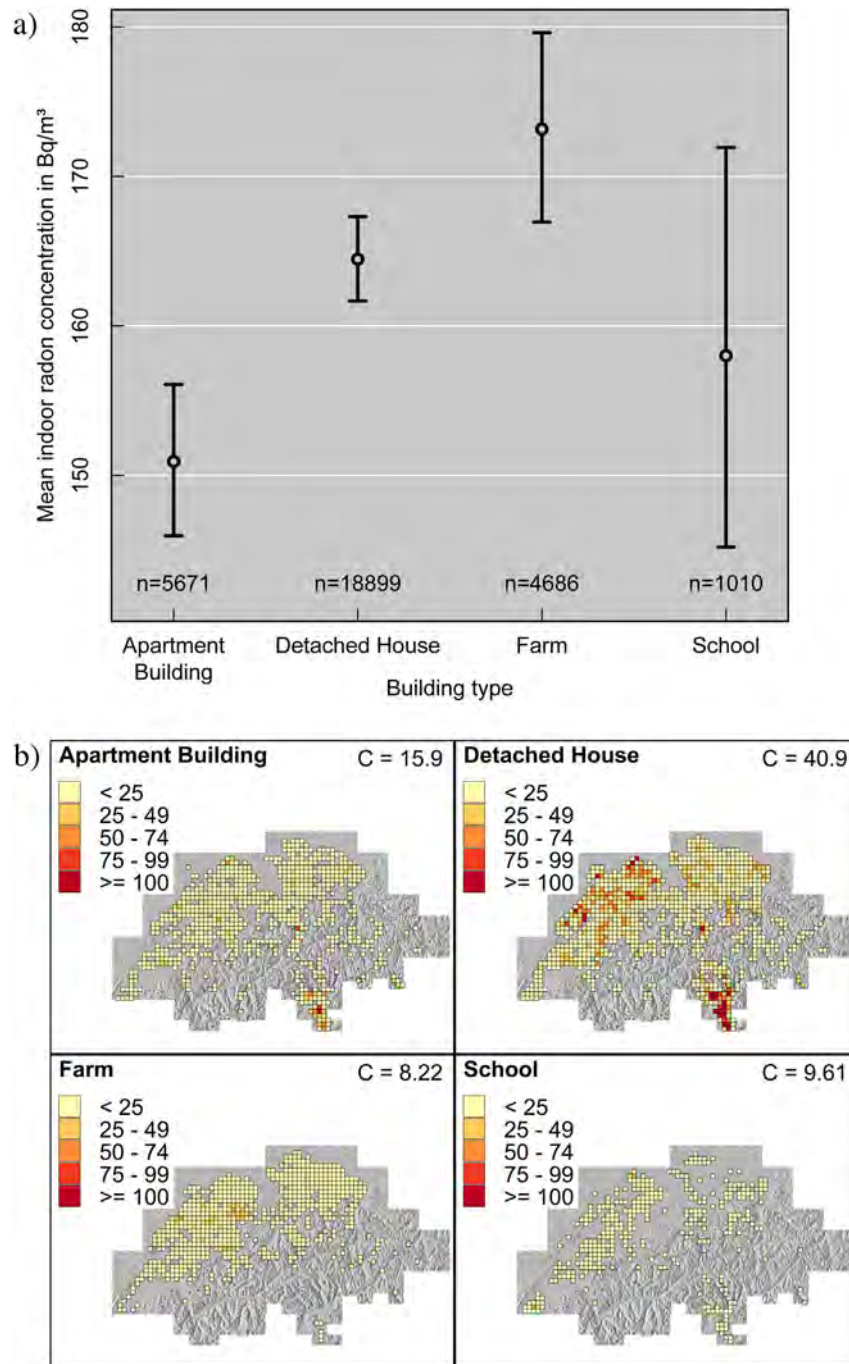 a)
180
170
160
150
Mean indoor radon concentration in Bq/m³
n=5671
n=18899
n=4686
n=1010
Apartment
Building
Detached House
Farm
School
Building type
b)
Apartment Building
C = 15.9
< 25
25 - 49
50 - 74
75 - 99
>= 100
Detached House
C = 40.9
< 25
25 - 49
50 - 74
75 - 99
>= 100
Farm
C = 8.22
< 25
25 - 49
50 - 74
75 - 99
>= 100
School
C = 9.61
< 25
25 - 49
50 - 74
75 - 99
>= 100